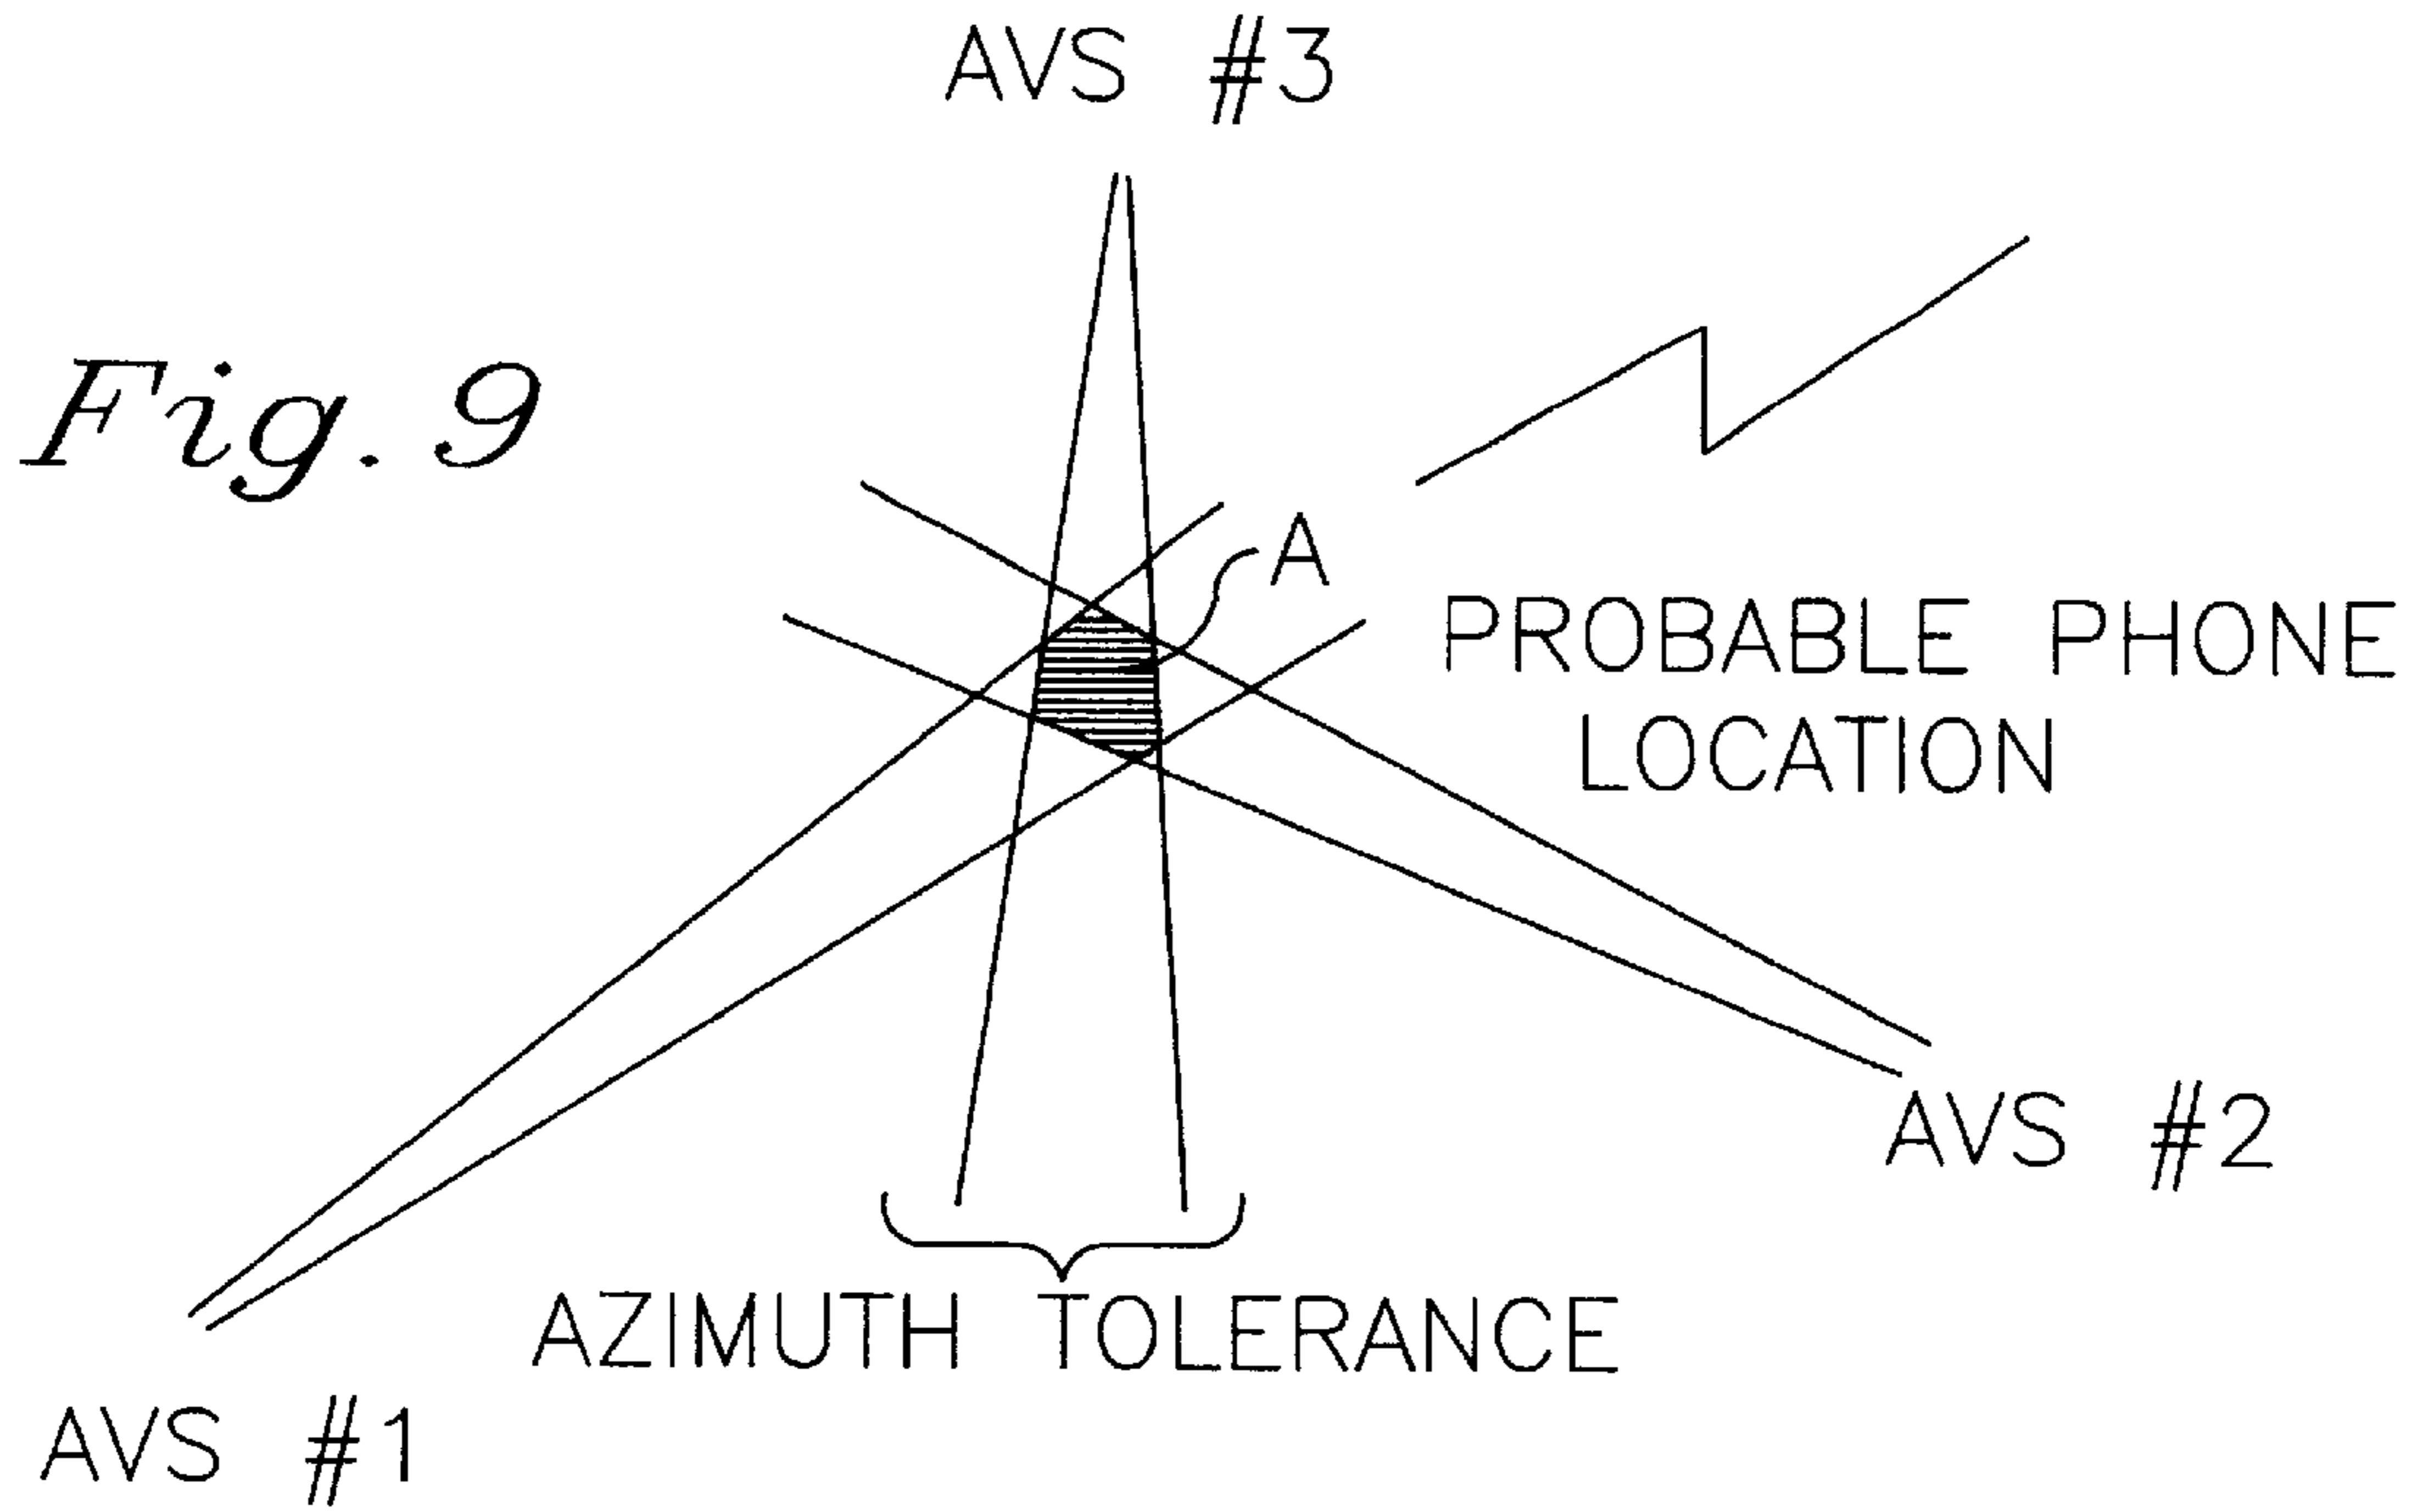 AVS #3
Fig. 9
A
PROBABLE PHONE
LOCATION
AVS #2
AZIMUTH TOLERANCE
AVS #1